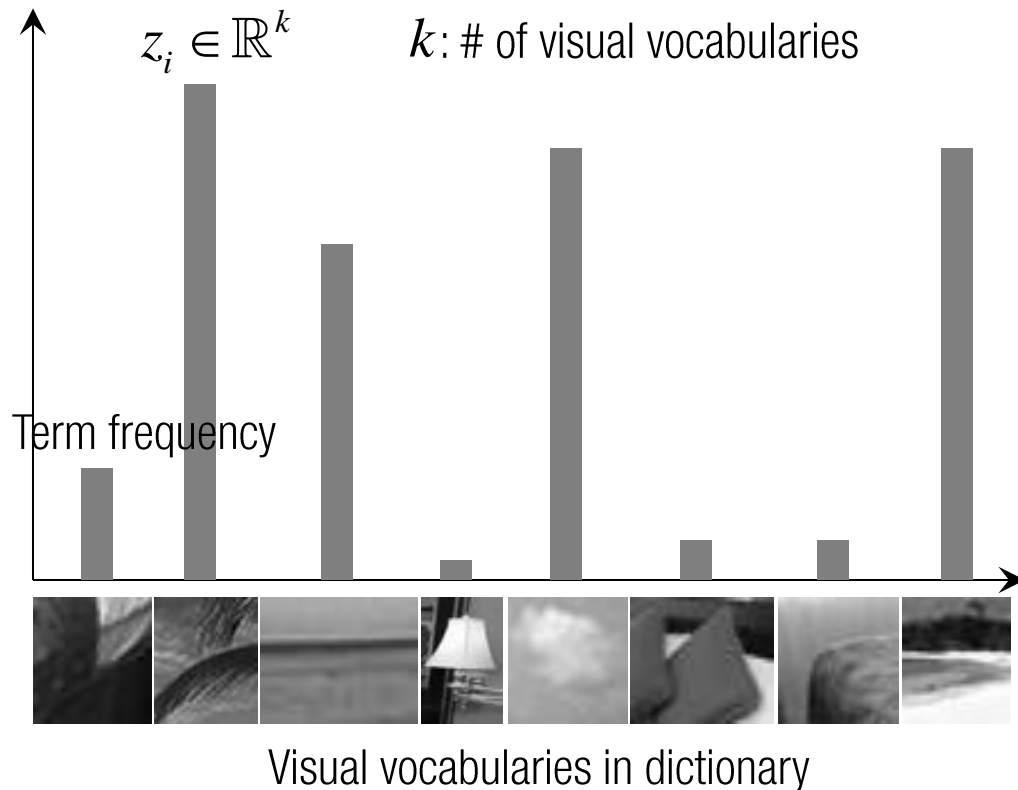 z_i ∈ ℝ^k
k: # of visual vocabularies
Term frequency
Visual vocabularies in dictionary